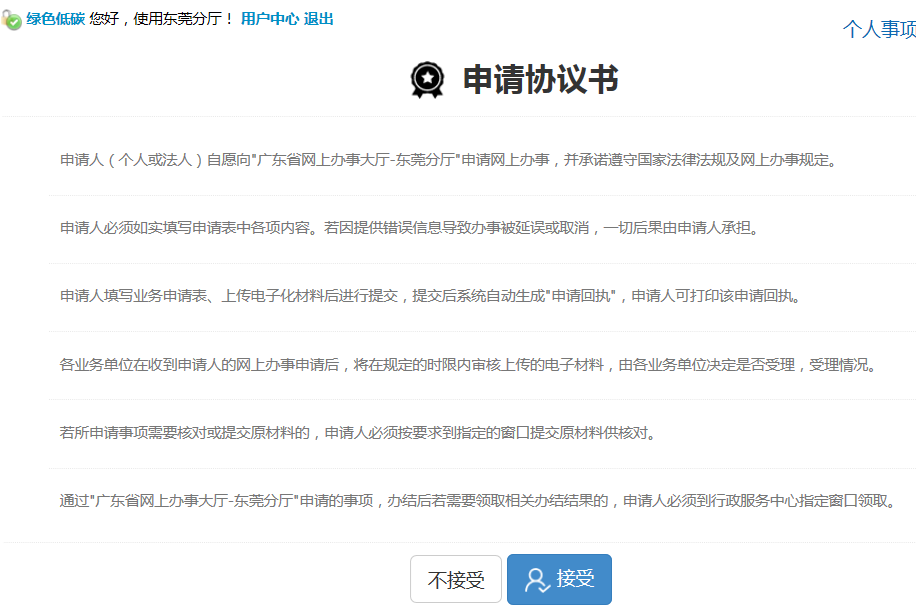 绿色低碳 您好，使用东莞分厅！ 用户中心 退出
个人事项
申请协议书
申请人（个人或法人）自愿向"广东省网上办事大厅-东莞分厅"申请网上办事，并承诺遵守国家法律法规及网上办事规定。
申请人必须如实填写申请表中各项内容。若因提供错误信息导致办事被延误或取消，一切后果由申请人承担。
申请人填写业务申请表、上传电子化材料后进行提交，提交后系统自动生成"申请回执"，申请人可打印该申请回执。
各业务单位在收到申请人的网上办事申请后，将在规定的时限内审核上传的电子材料，由各业务单位决定是否受理，受理情况。
若所申请事项需要核对或提交原材料的，申请人必须按要求到指定的窗口提交原材料供核对。
通过"广东省网上办事大厅-东莞分厅"申请的事项，办结后若需要领取相关办结结果的，申请人必须到行政服务中心指定窗口领取。
不接受 接受